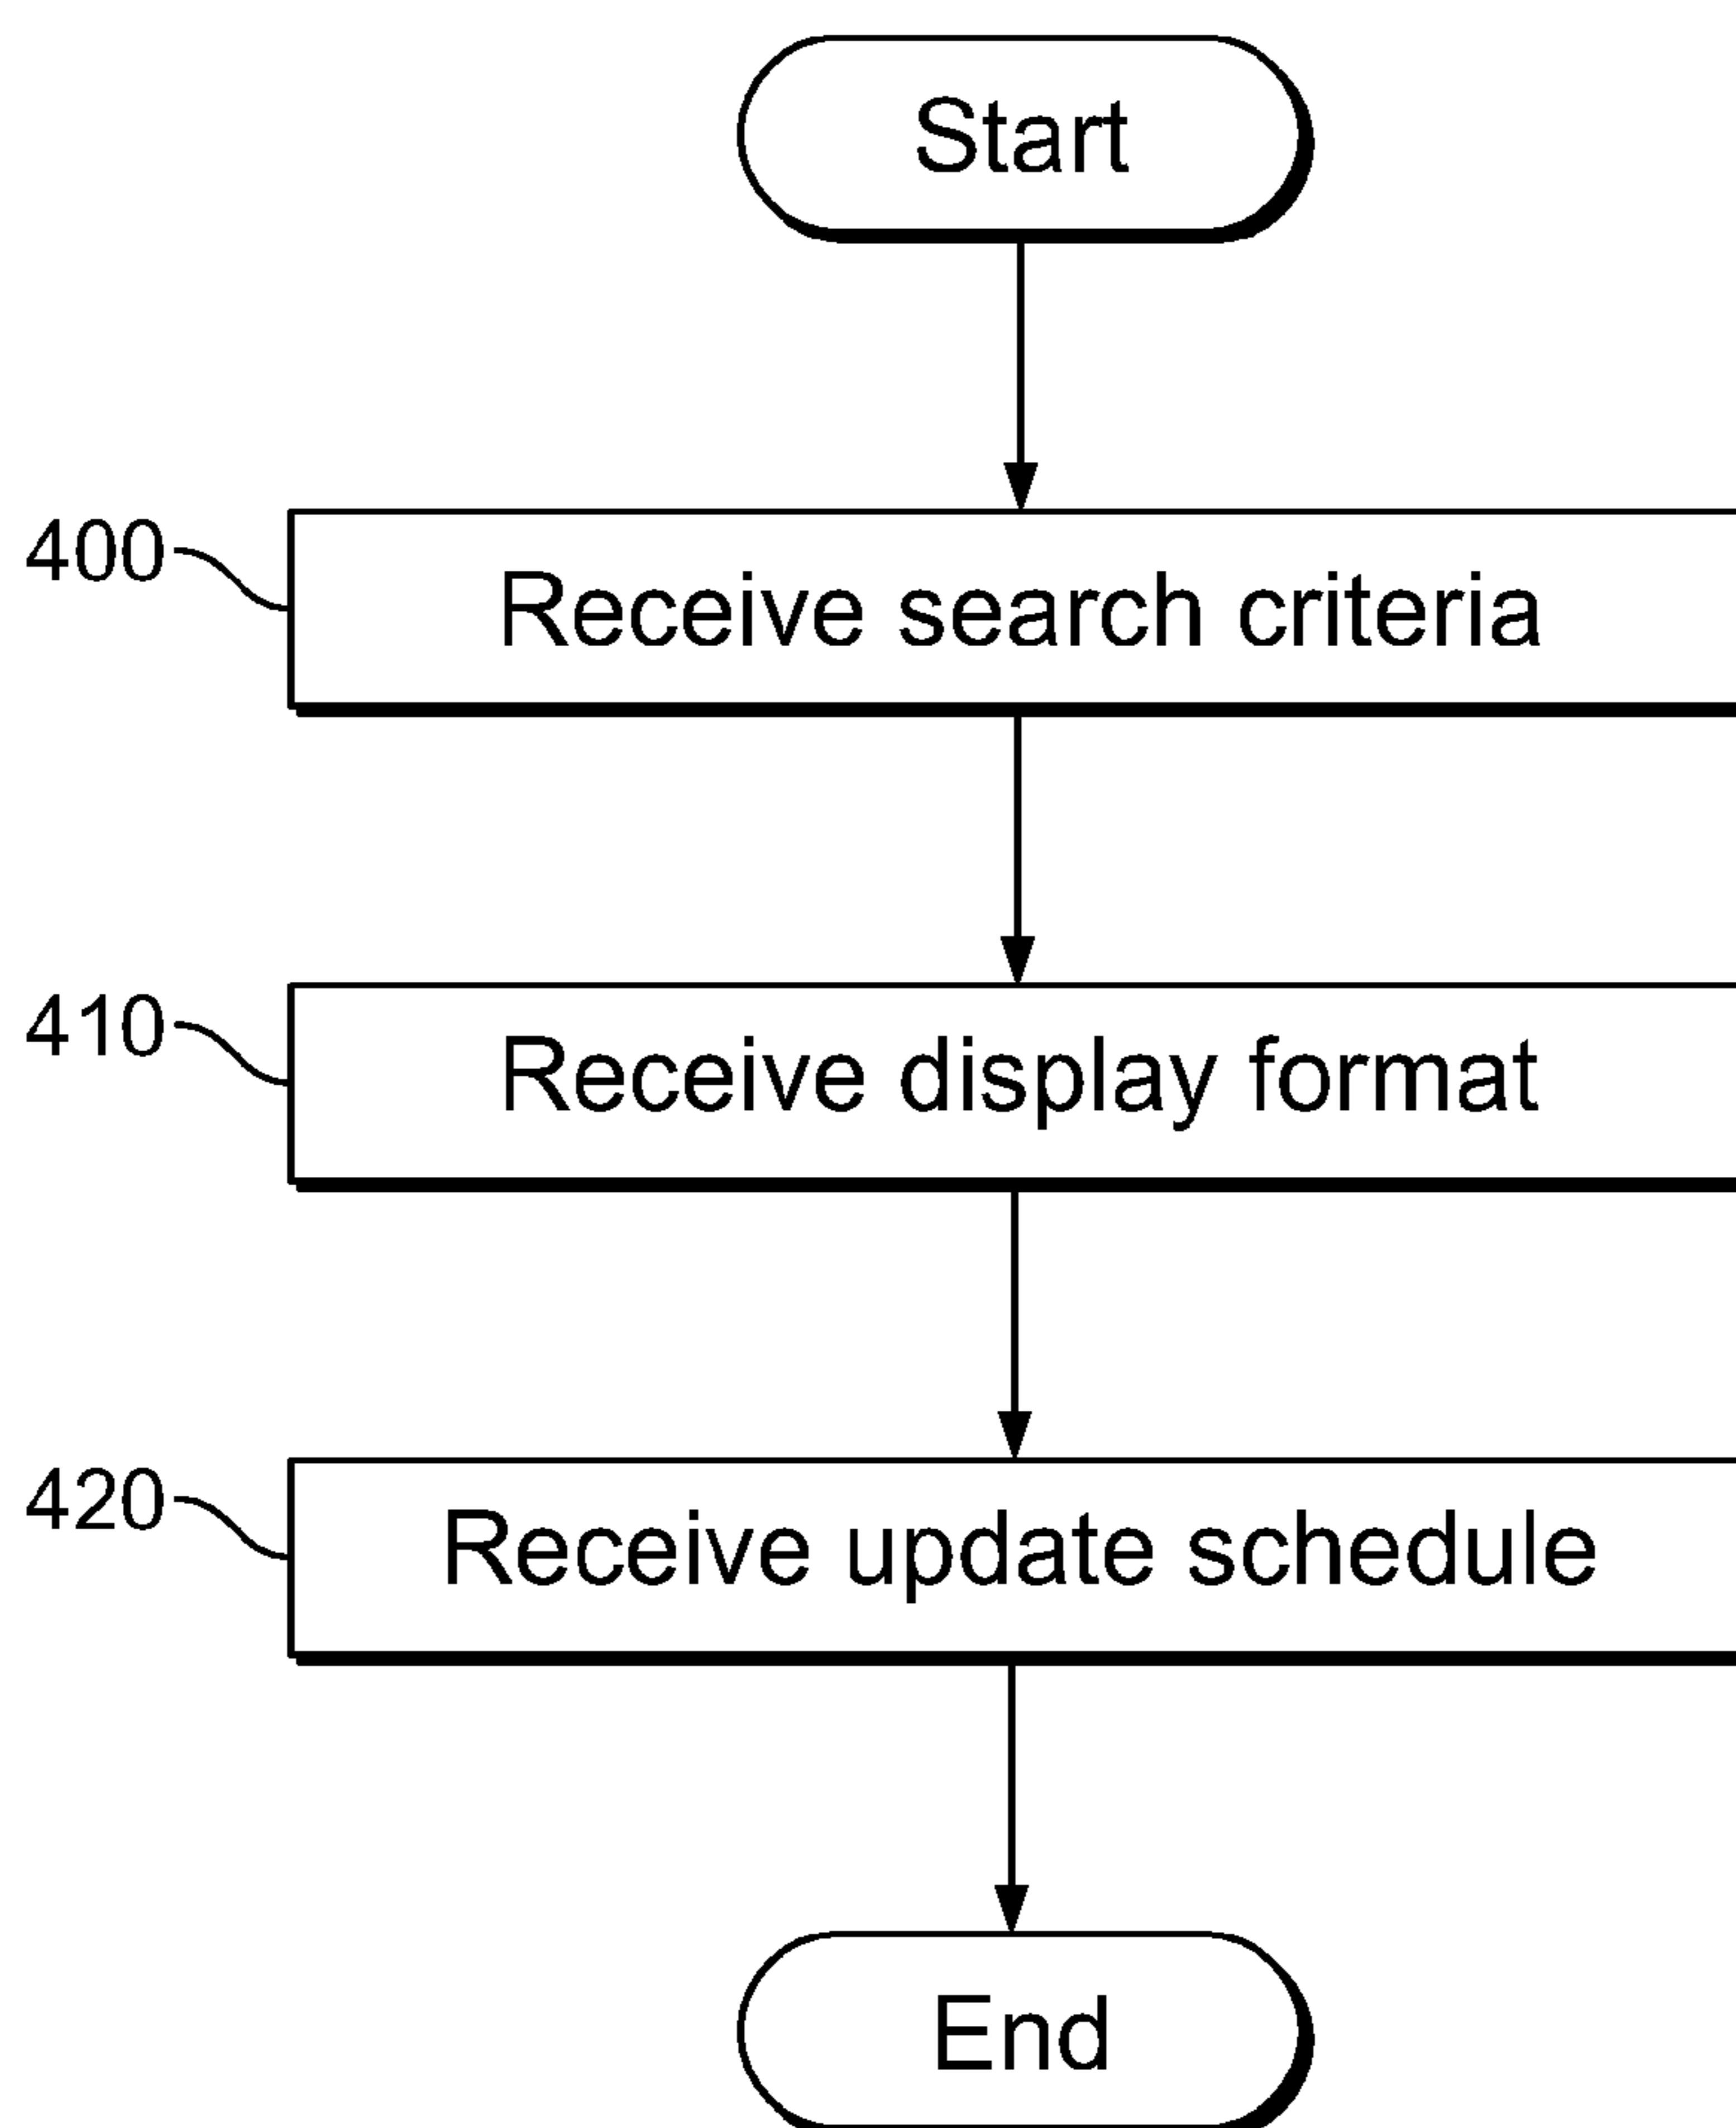 Start
400
Receive search criteria
410
Receive display format
420
Receive update schedule
End